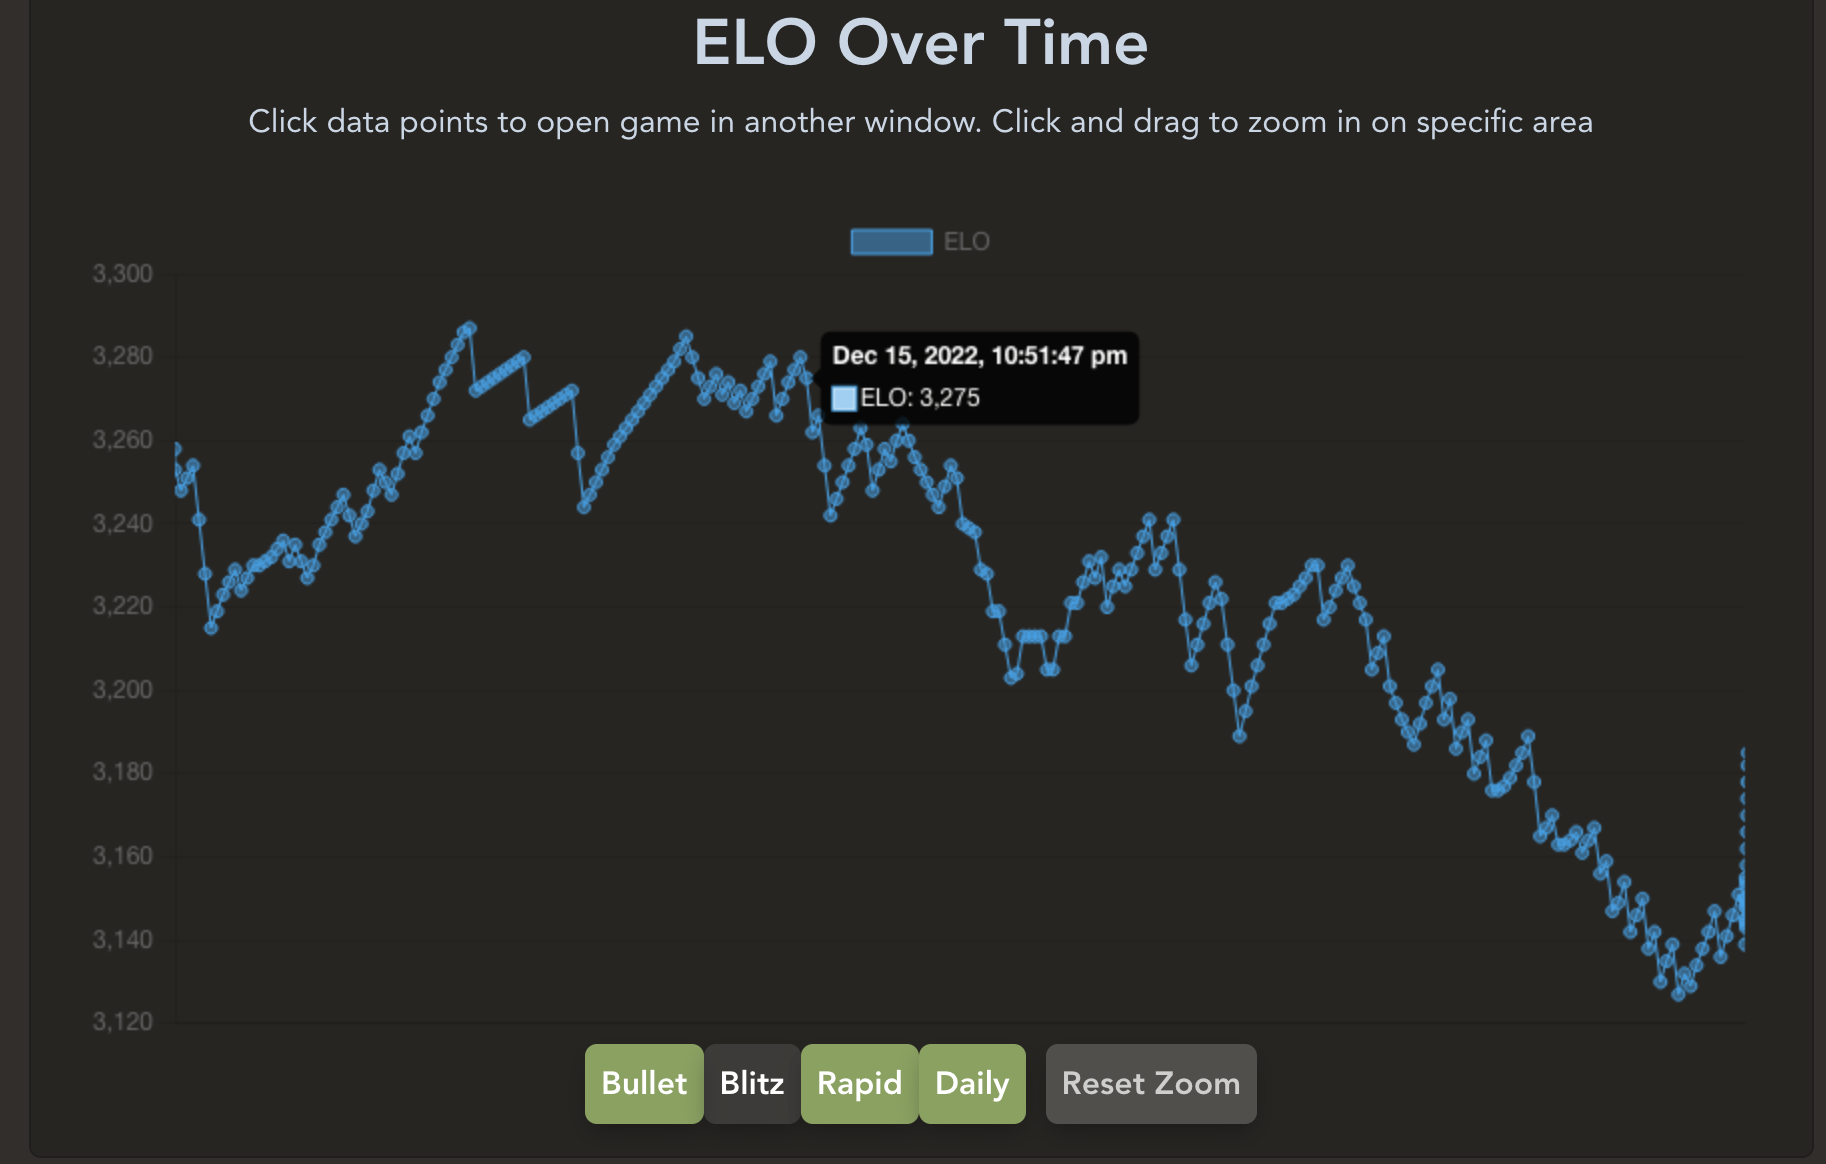 ELO Over Time
Click data points to open game in another window. Click and drag to zoom in on specific area
ELO
3,300
3,280
3,260
3,240
3,220
3,200
3,180
3,160
3,140
3,120
Dec 15, 2022, 10:51:47 pm
ELO: 3,275
Bullet Blitz Rapid Daily Reset Zoom